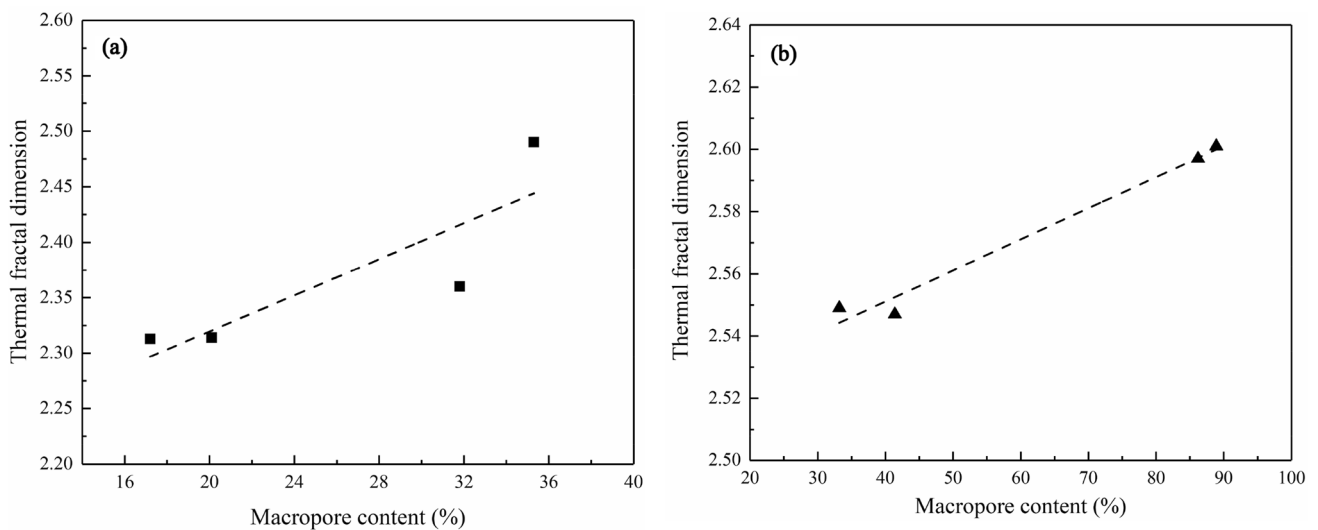 (a)
Thermal fractal dimension
2.60
2.55
2.50
2.45
2.40
2.35
2.30
2.25
2.20
16 20 24 28 32 36 40
Macropore content (%)
(b)
Thermal fractal dimension
2.64
2.62
2.60
2.58
2.56
2.54
2.52
2.50
20 30 40 50 60 70 80 90 100
Macropore content (%)